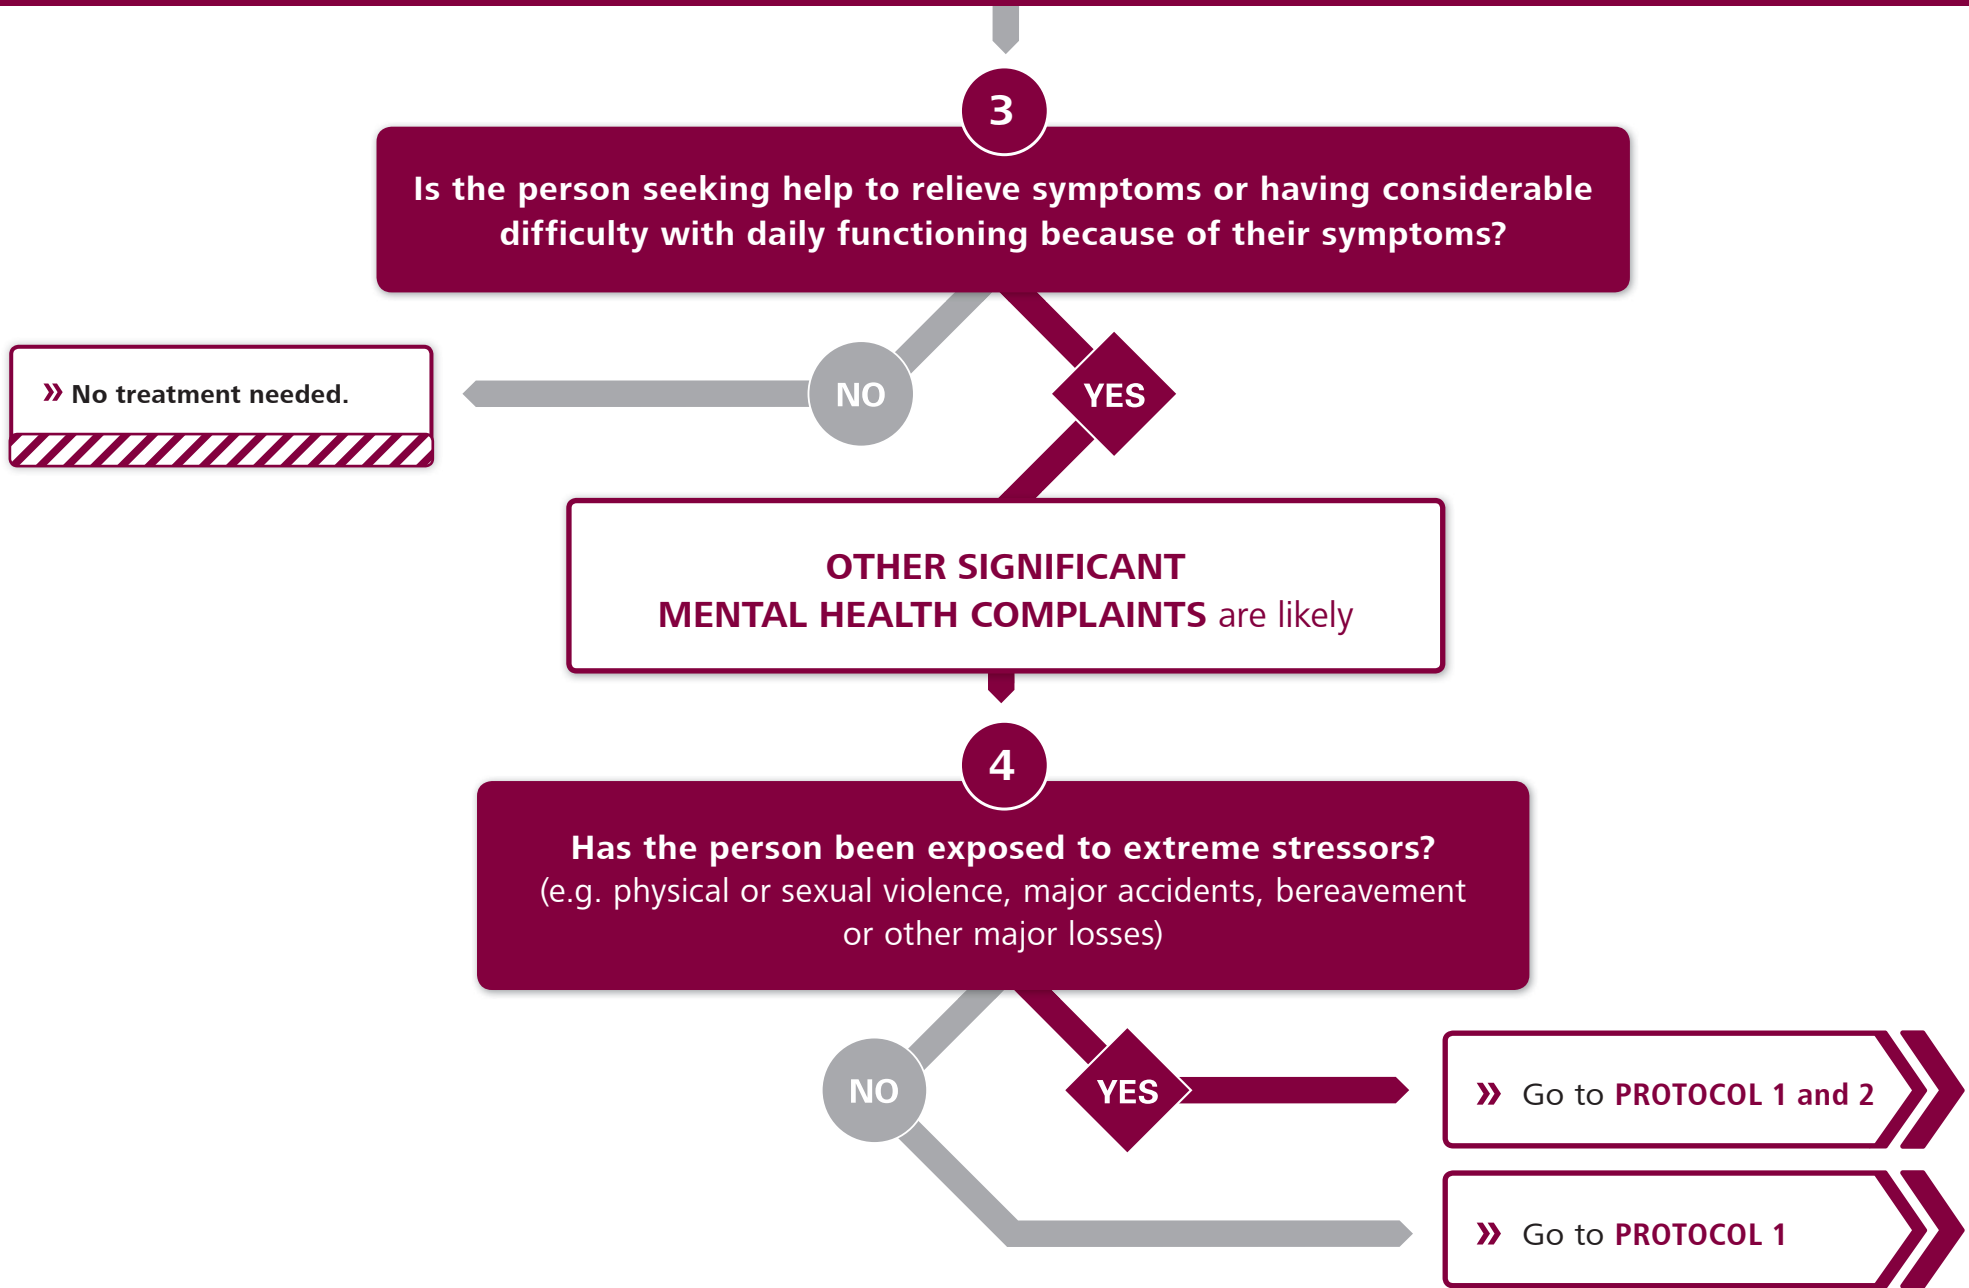 3
Is the person seeking help to relieve symptoms or having considerable
difficulty with daily functioning because of their symptoms?
» No treatment needed.
NO
YES
OTHER SIGNIFICANT
MENTAL HEALTH COMPLAINTS are likely
4
Has the person been exposed to extreme stressors?
(e.g. physical or sexual violence, major accidents, bereavement
or other major losses)
NO
YES
» Go to PROTOCOL 1 and 2
» Go to PROTOCOL 1